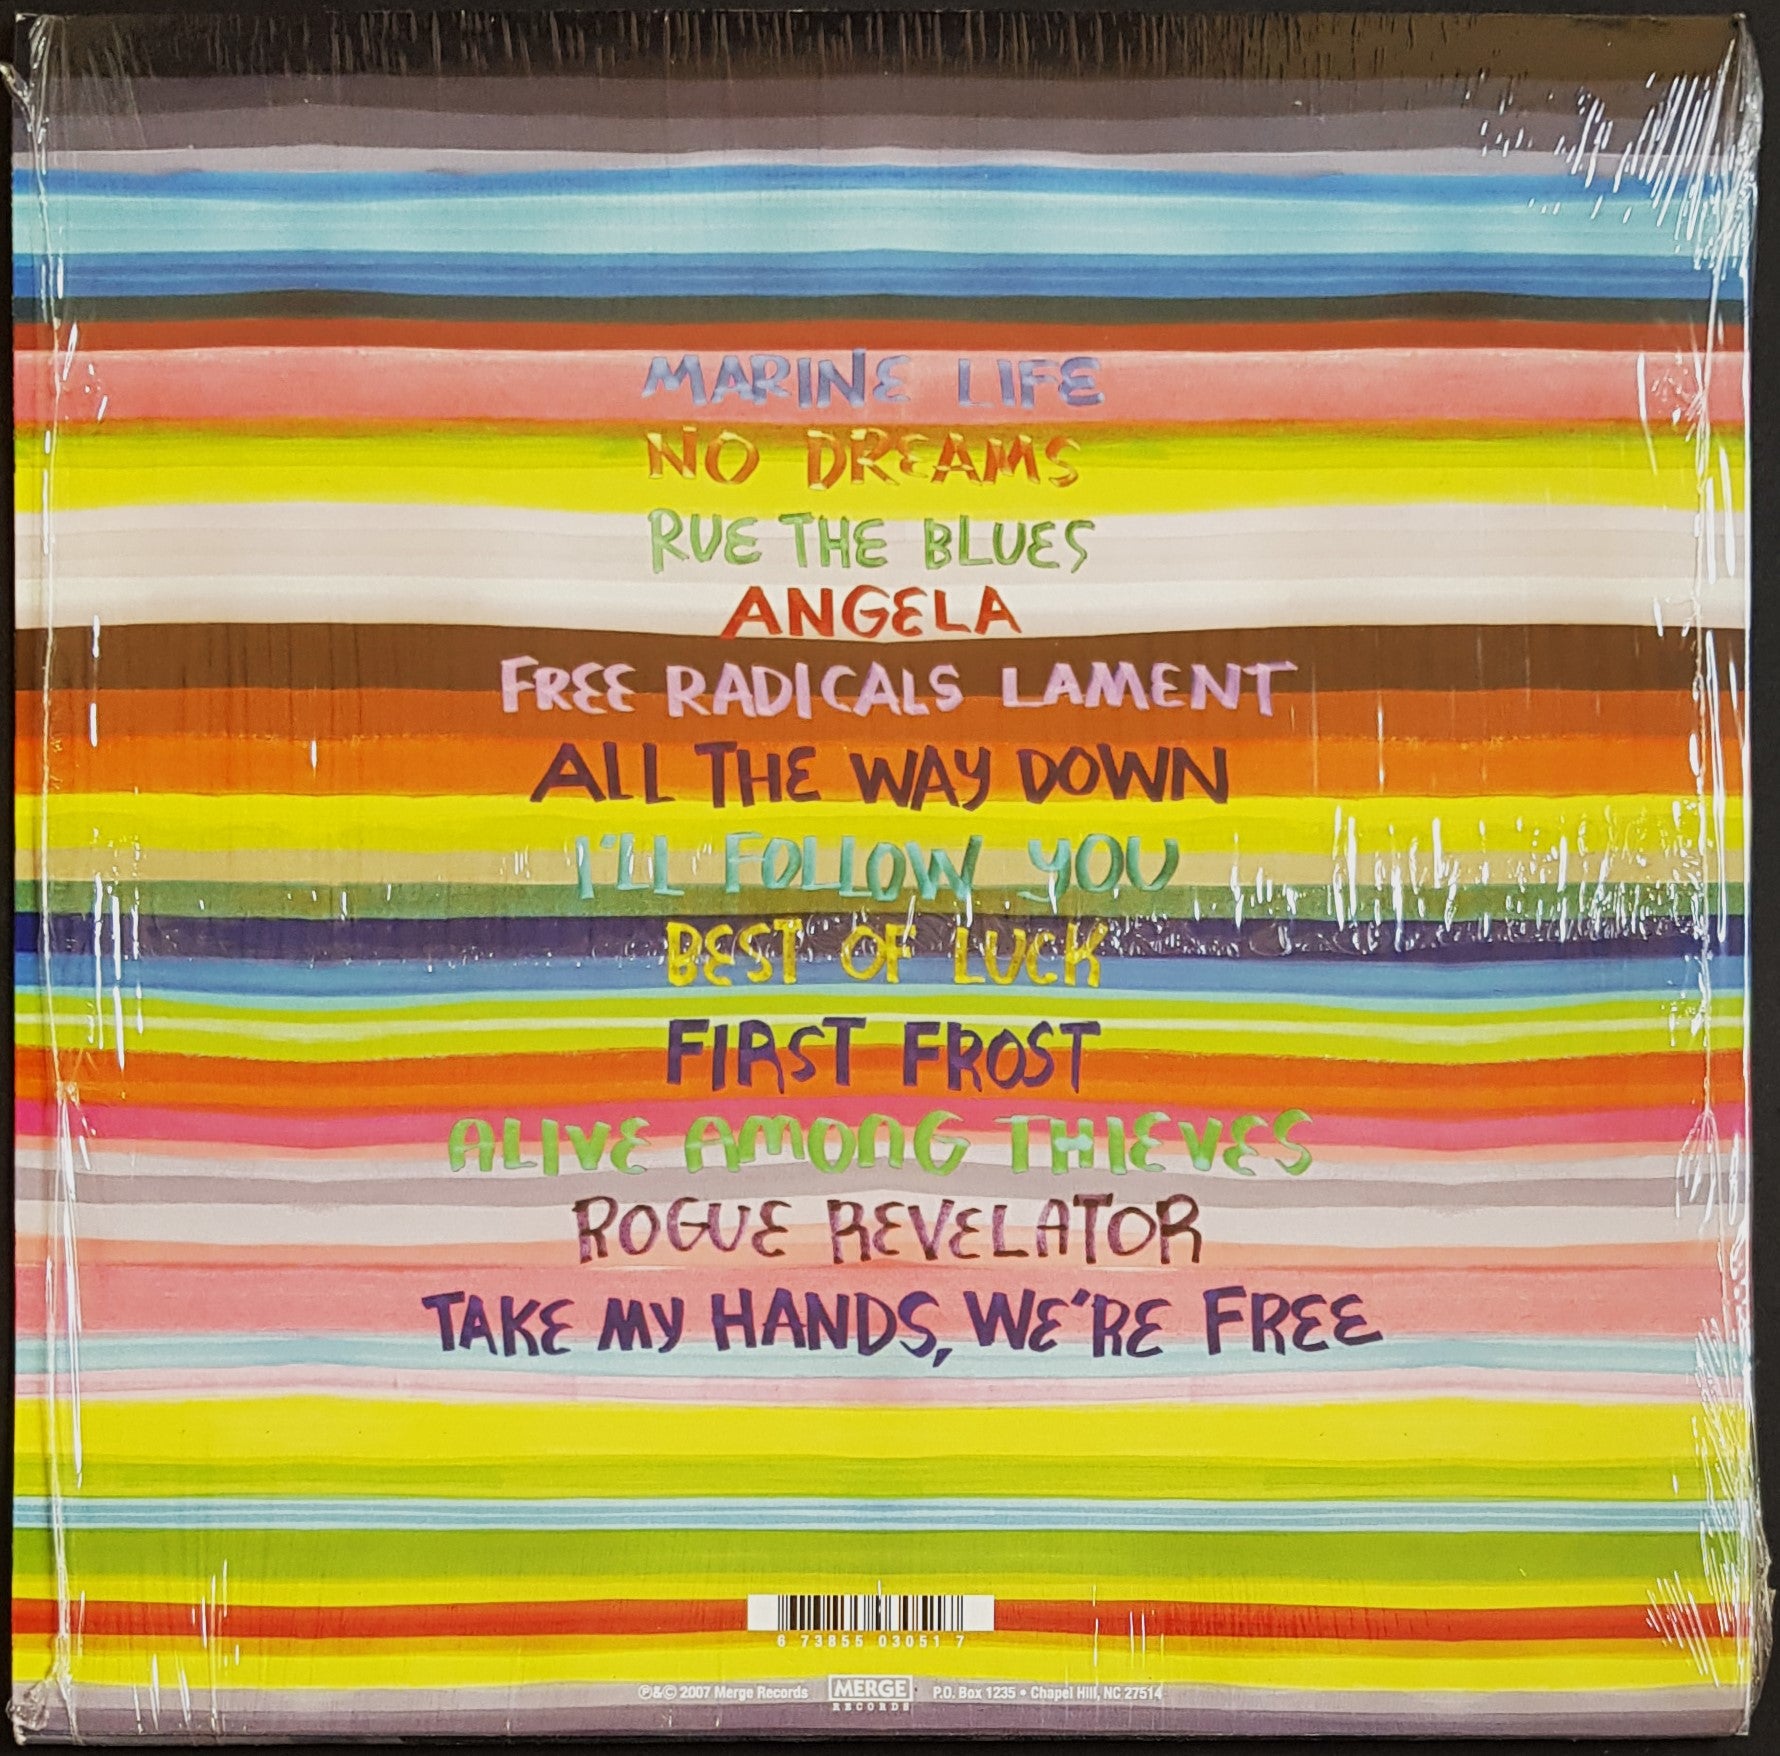 MARINE LIFE
NO DREAMS
RUE THE BLUES
ANGELA
FREE RADICALS LAMENT
ALL THE WAY DOWN
I'LL FOLLOW YOU
BEST OF LUCK
FIRST FROST
ALIVE AMONG THIEVES
ROGUE REVELATOR
TAKE MY HANDS, WE'RE FREE
6 73855 03051 7
℗&© 2007 Merge Records MERGE RECORDS P.O. Box 1235 • Chapel Hill, NC 27514